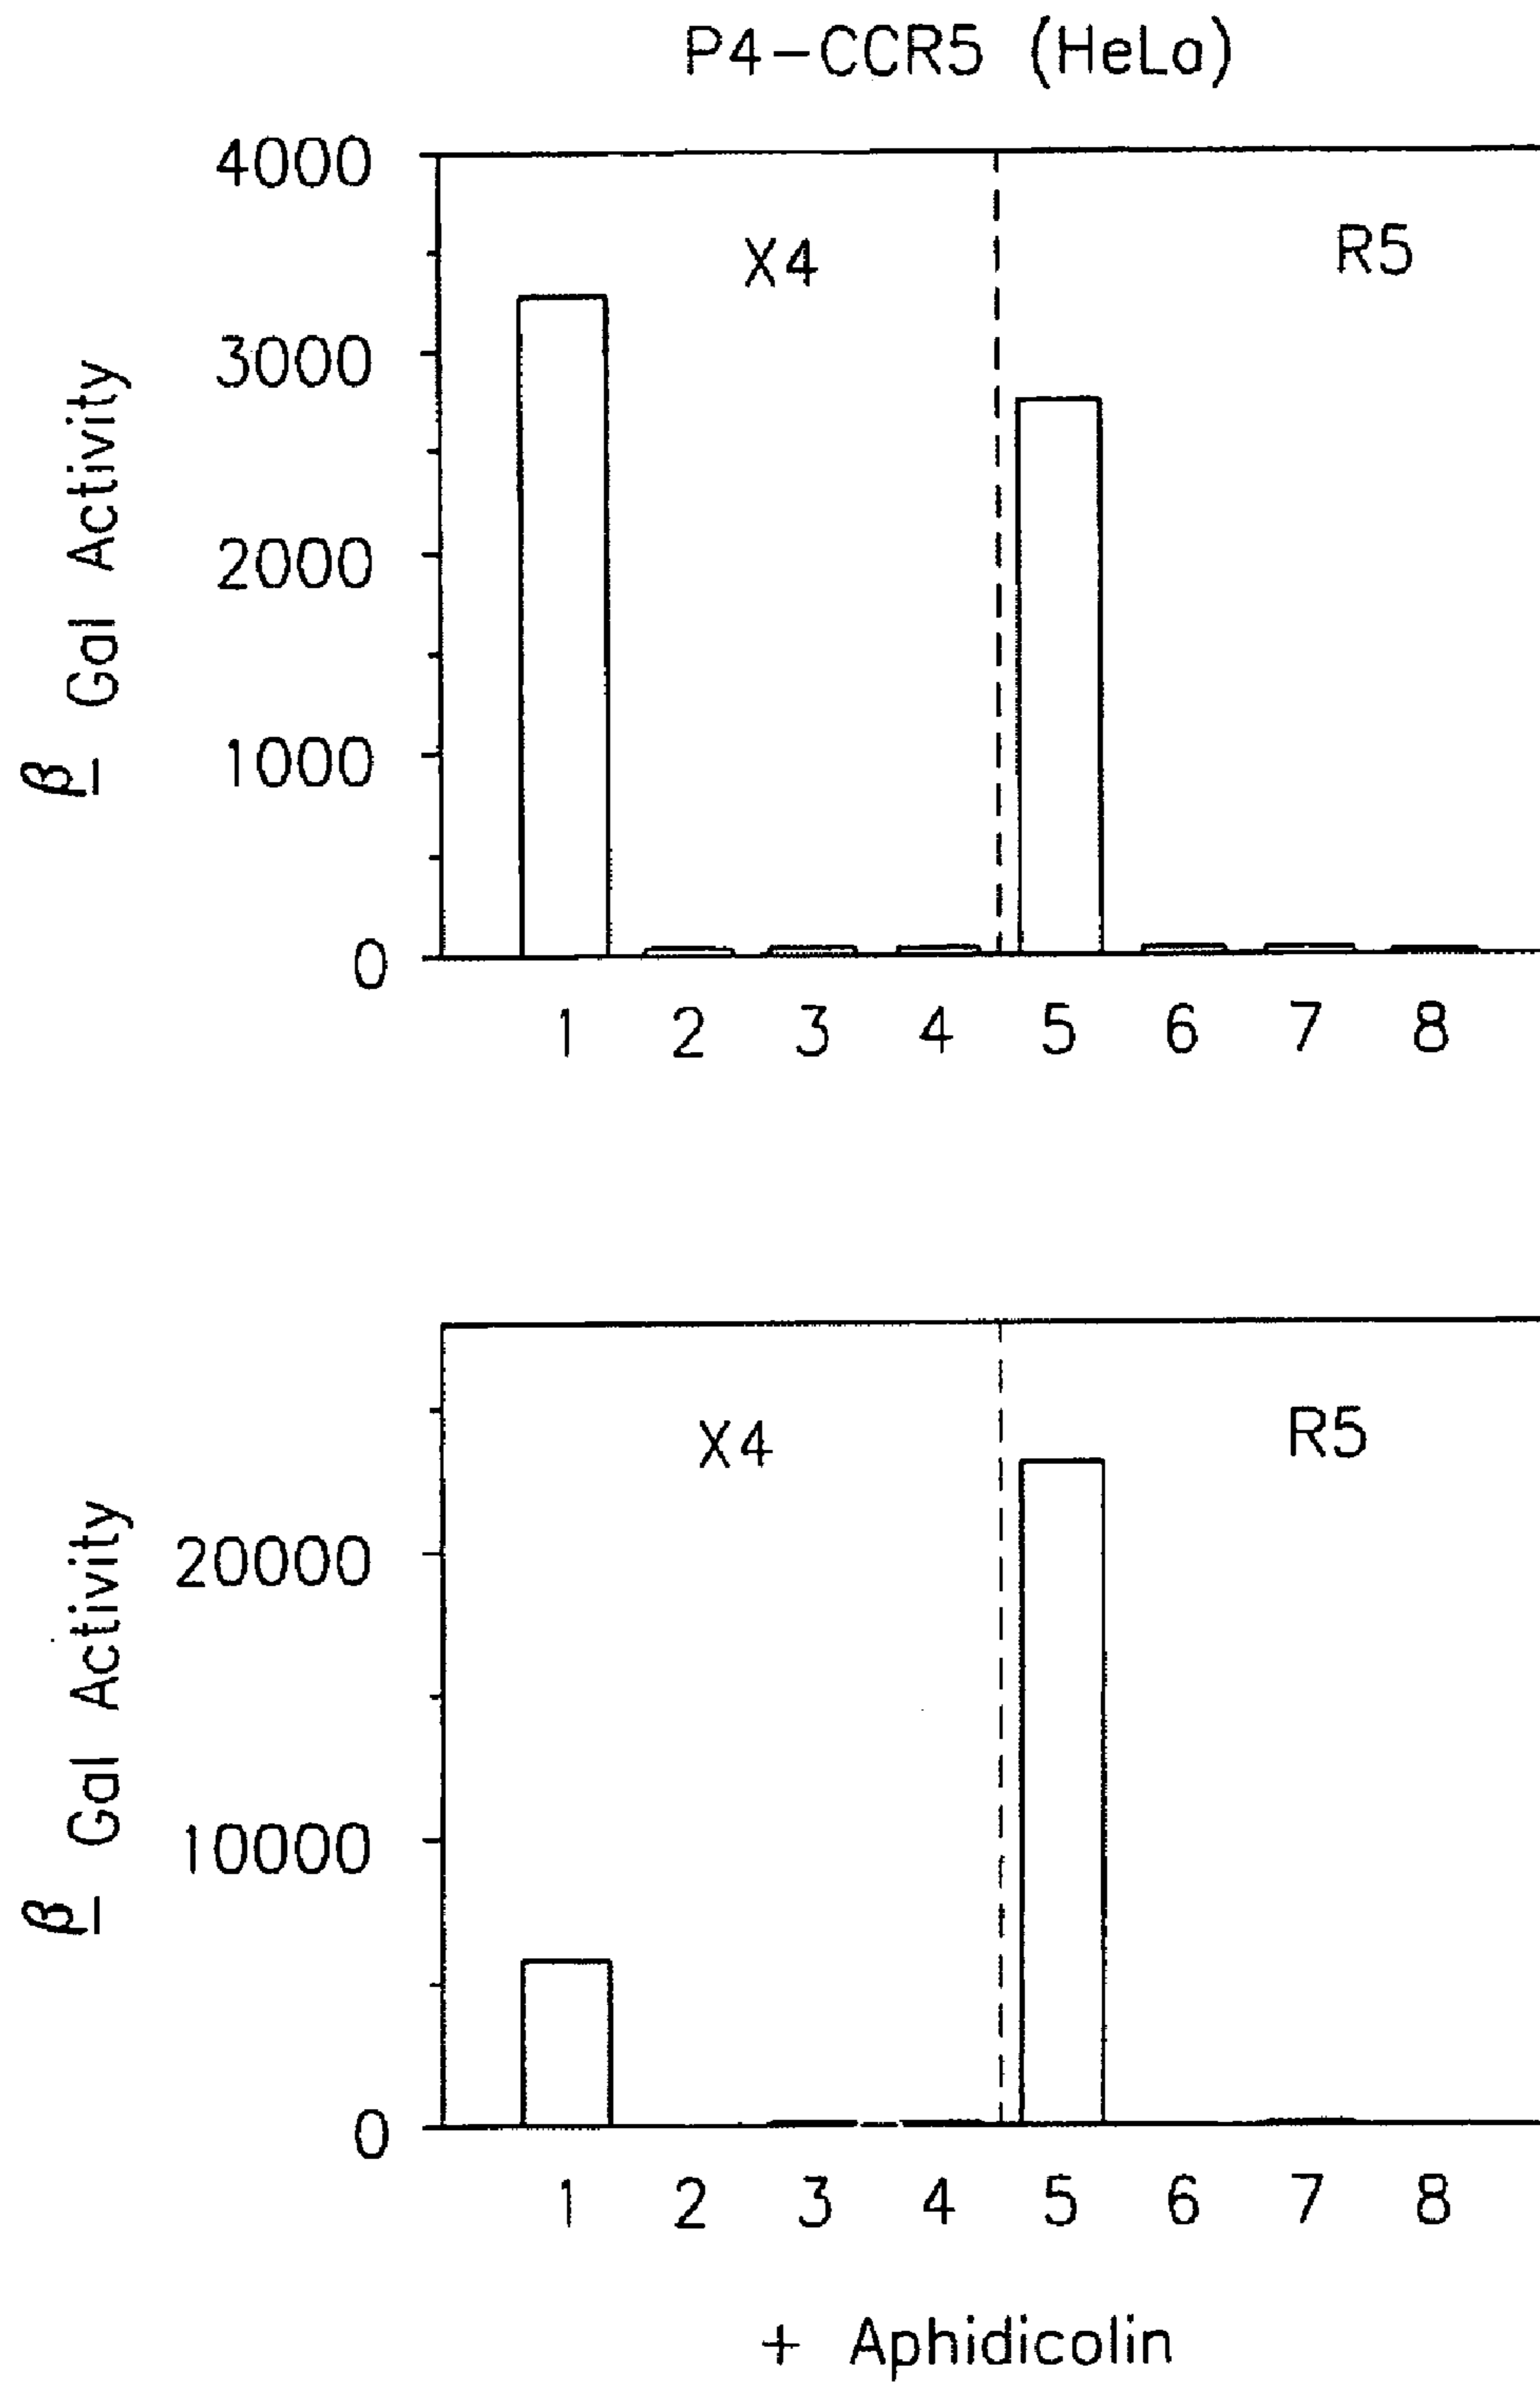 P4-CCR5 (HeLa)
4000
3000
2000
1000
0
β Gal Activity
X4
R5
1 2 3 4 5 6 7 8
20000
10000
0
β Gal Activity
X4
R5
1 2 3 4 5 6 7 8
+ Aphidicolin